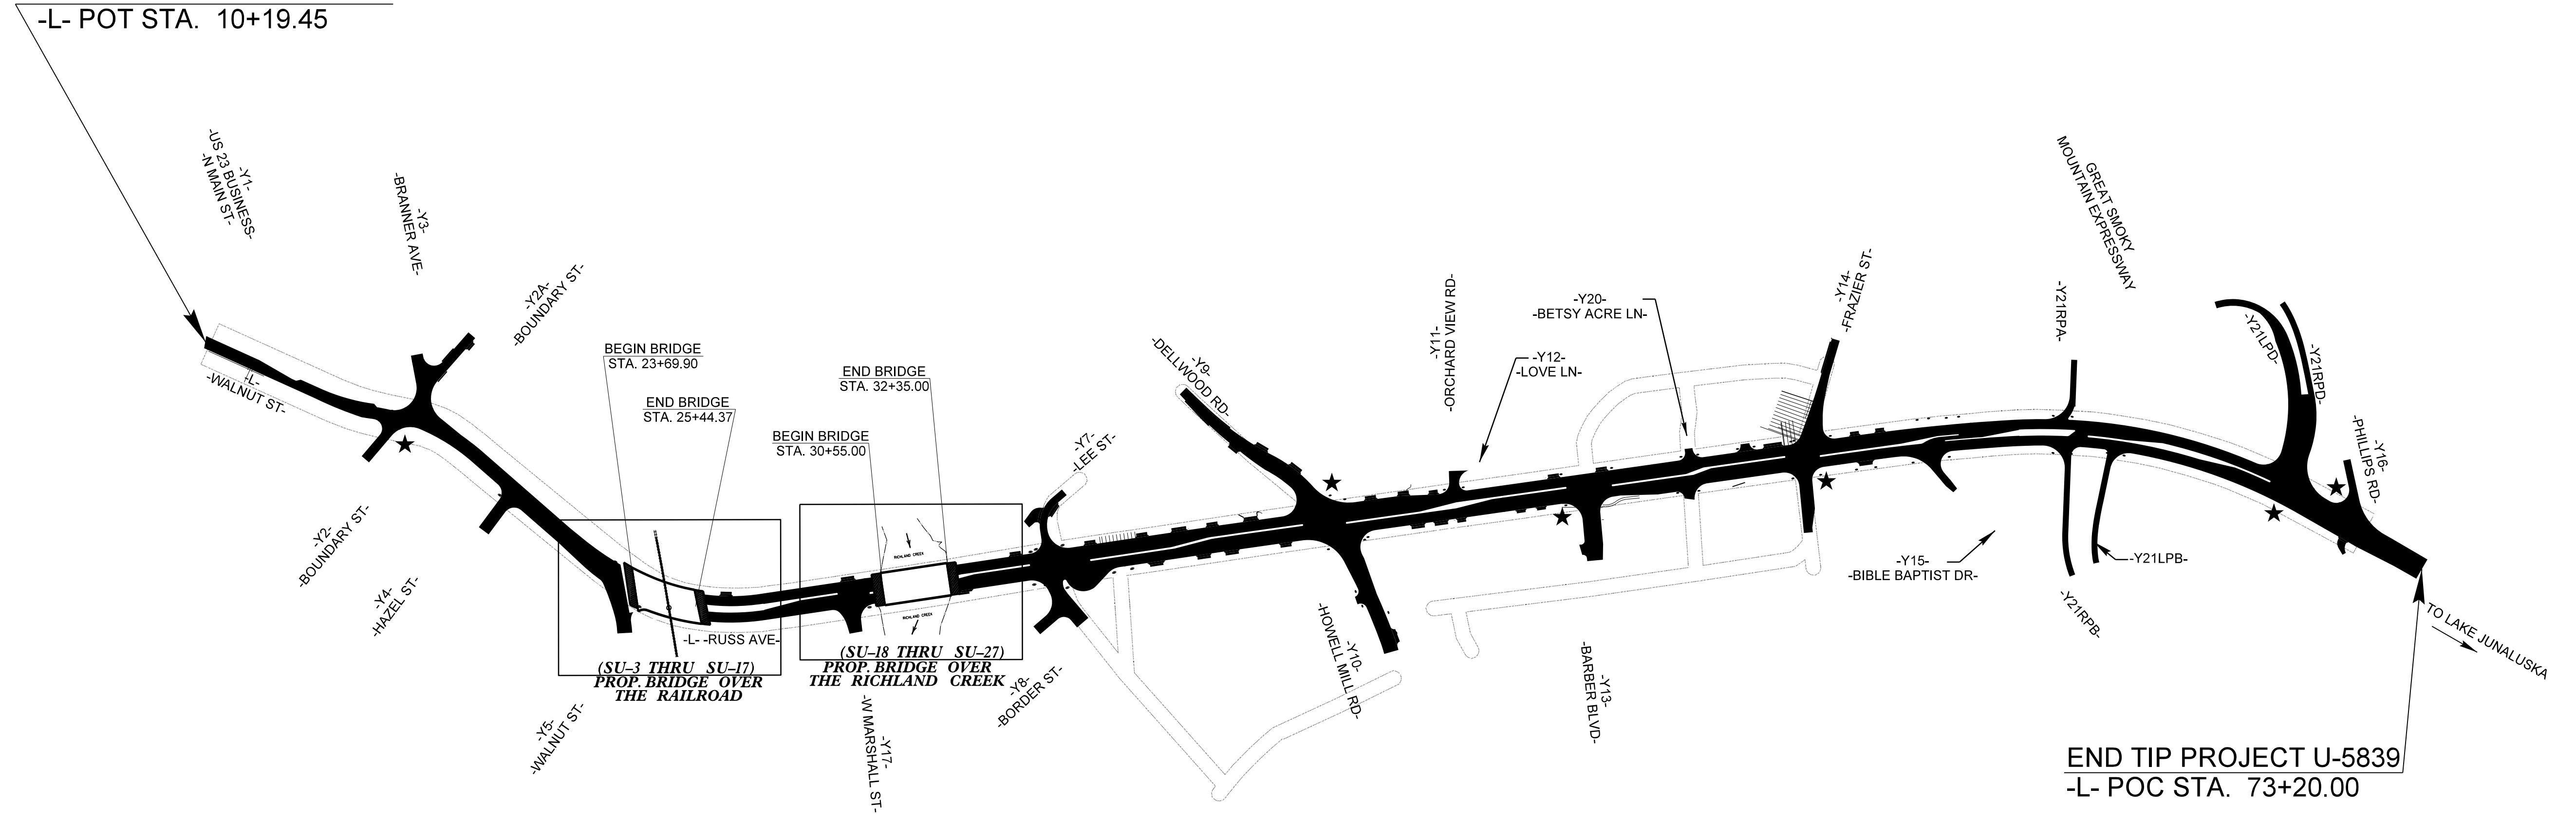 -L- POT STA. 10+19.45
-Y1-
-US 23 BUSINESS-
-N MAIN ST-
-Y3-
-BRANNER AVE-
-Y2A-
-BOUNDARY ST-
-L-
-WALNUT ST-
-Y2-
-BOUNDARY ST-
-Y4-
-HAZEL ST-
BEGIN BRIDGE
STA. 23+69.90
END BRIDGE
STA. 25+44.37
-L- -RUSS AVE-
(SU-3 THRU SU-17)
PROP. BRIDGE OVER
THE RAILROAD
-Y5-
-WALNUT ST-
END BRIDGE
STA. 32+35.00
BEGIN BRIDGE
STA. 30+55.00
RICHLAND CREEK
RICHLAND CREEK
(SU-18 THRU SU-27)
PROP. BRIDGE OVER
THE RICHLAND CREEK
-Y17-
-W MARSHALL ST-
-Y7-
-LEE ST-
-Y8-
-BORDER ST-
-Y9-
-DELLWOOD RD-
-Y10-
-HOWELL MILL RD-
-Y11-
-ORCHARD VIEW RD-
-Y12-
-LOVE LN-
-Y20-
-BETSY ACRE LN-
-Y13-
-BARBER BLVD-
-Y14-
-FRAZIER ST-
-Y15-
-BIBLE BAPTIST DR-
GREAT SMOKY
MOUNTAIN EXPRESSWAY
-Y21RPA-
-Y21LPB-
-Y21RPB-
-Y21LPD-
-Y21RPD-
-Y16-
-PHILLIPS RD-
TO LAKE JUNALUSKA
END TIP PROJECT U-5839
-L- POC STA. 73+20.00